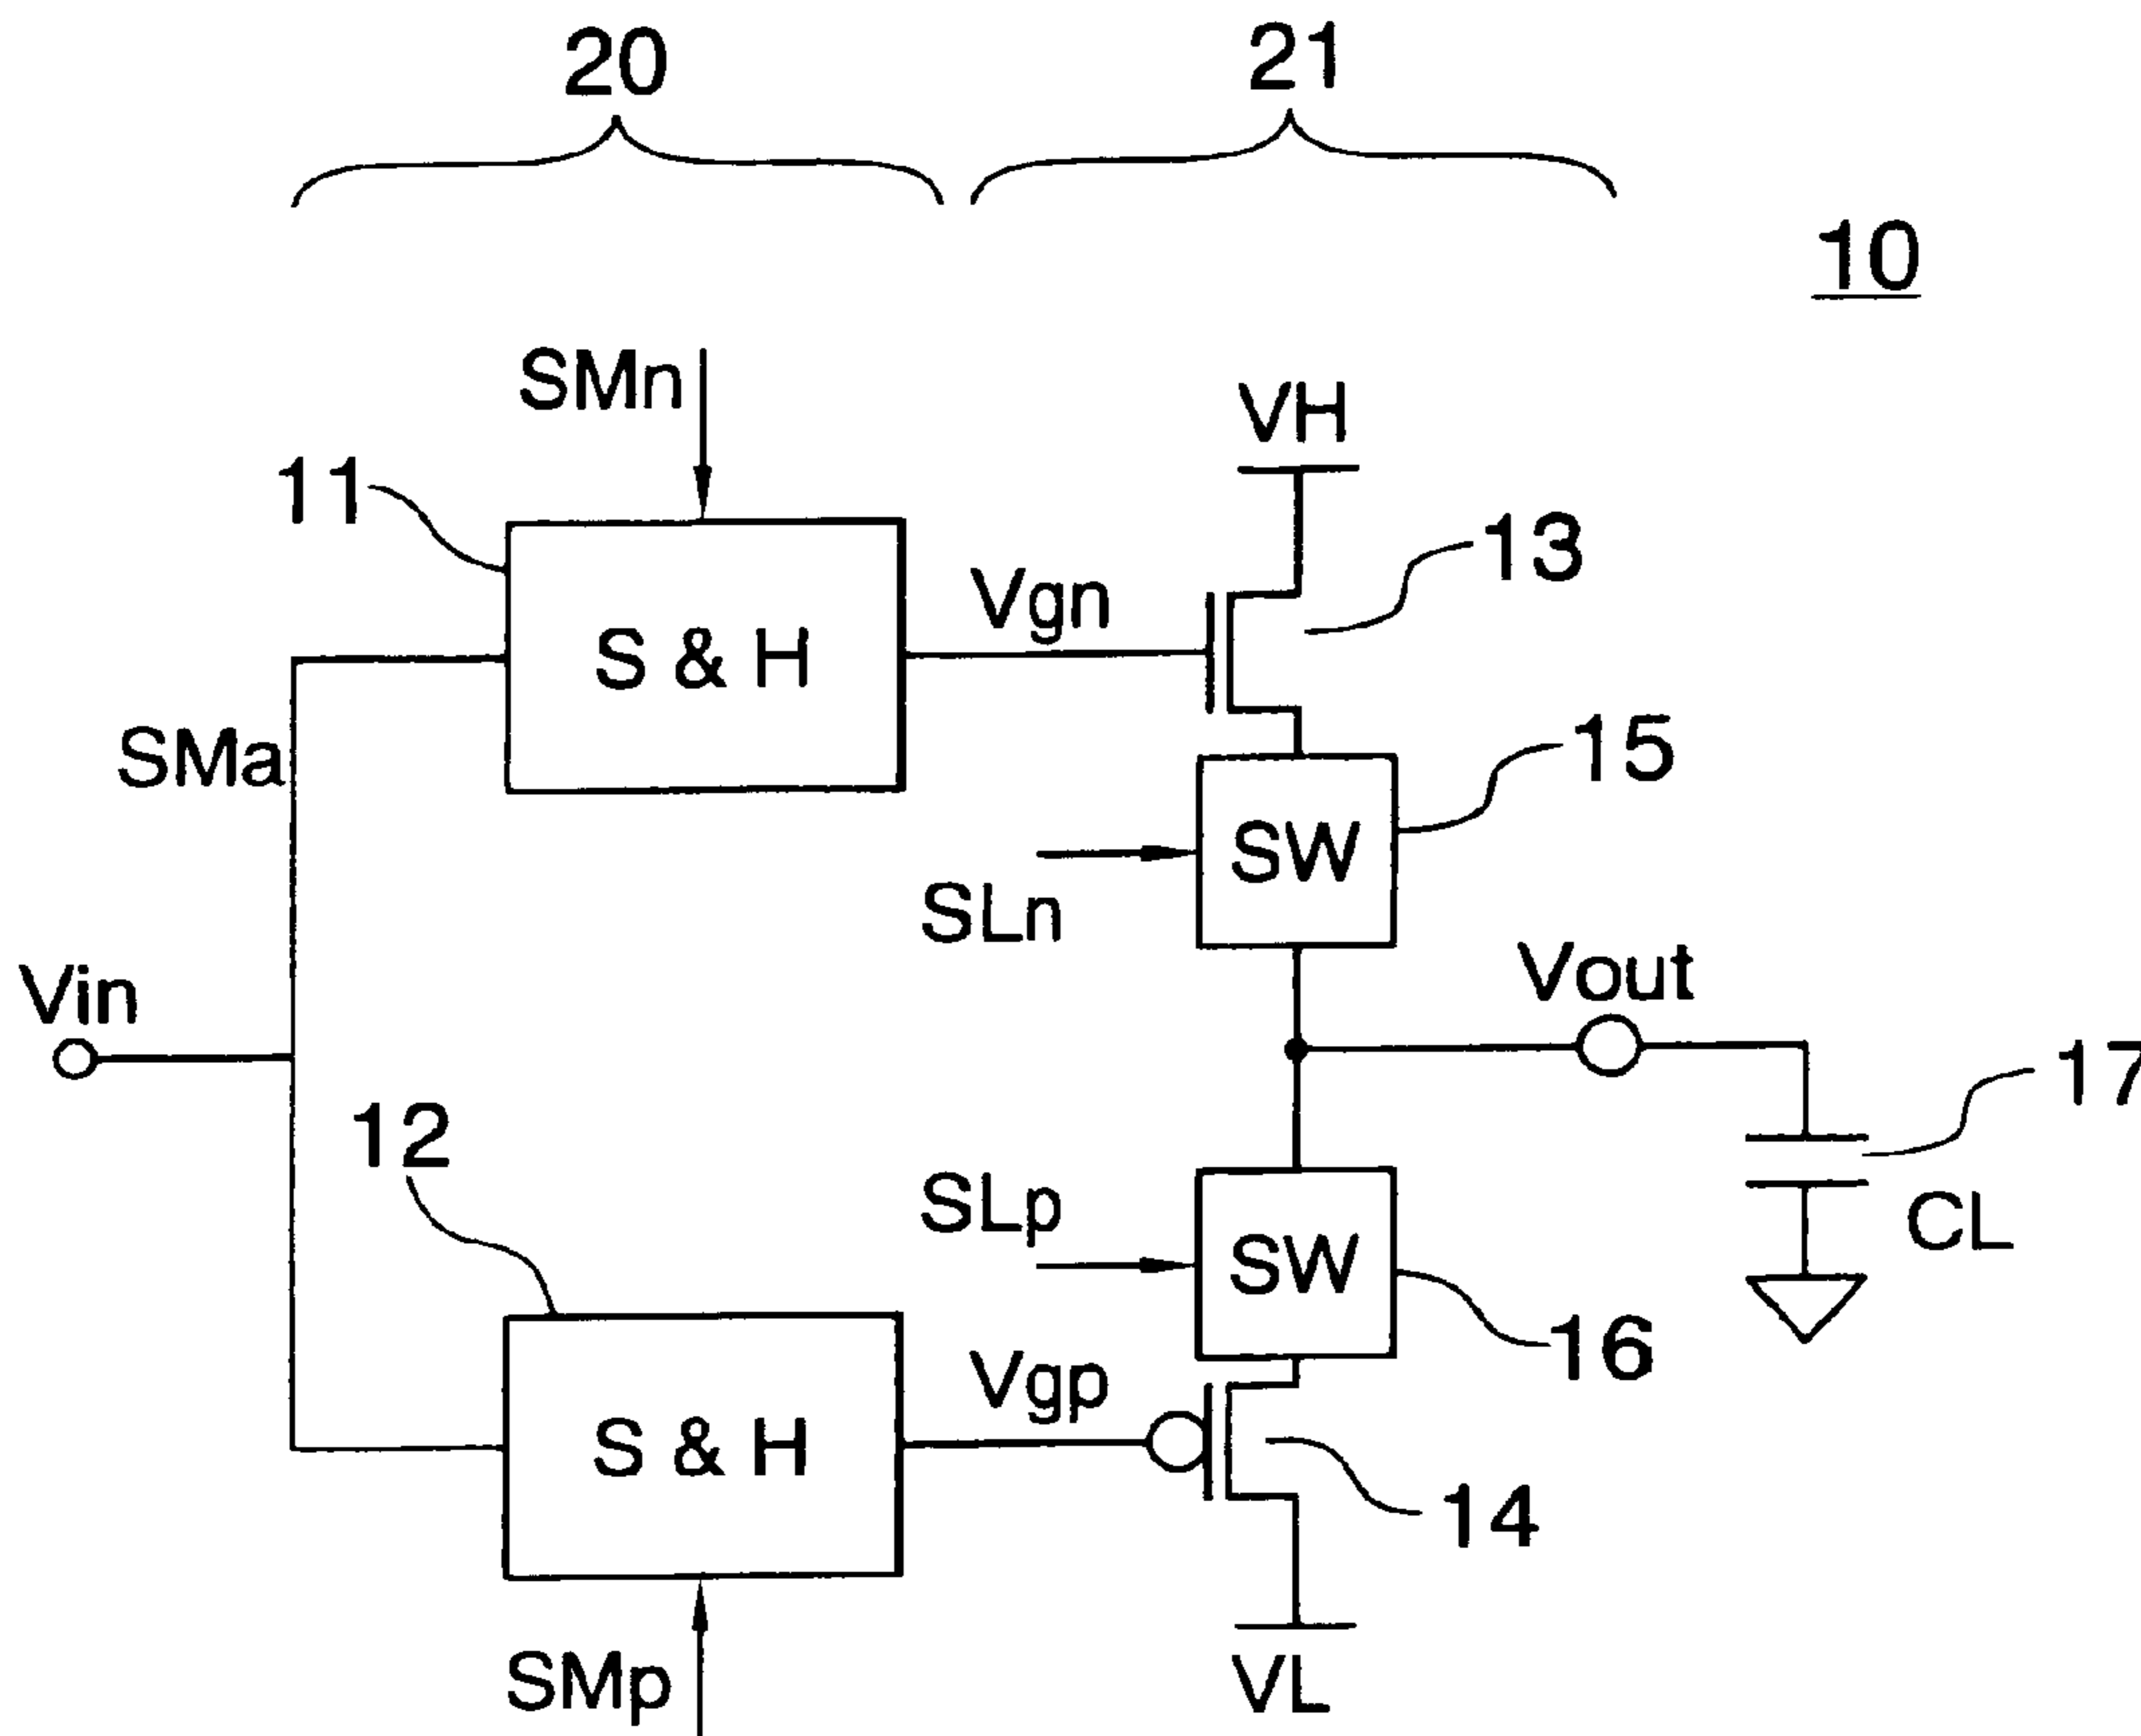 20
21
10
SMn
VH
11
13
Vgn
S & H
15
SMa
SW
SLn
Vin
Vout
17
12
SLp
CL
SW
16
Vgp
S & H
14
SMp
VL